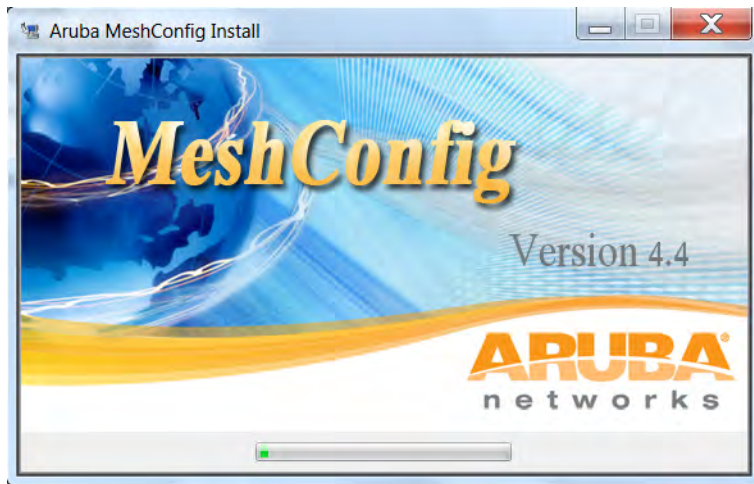 Aruba MeshConfig Install
MeshConfig
Version 4.4
ARUBA®
networks